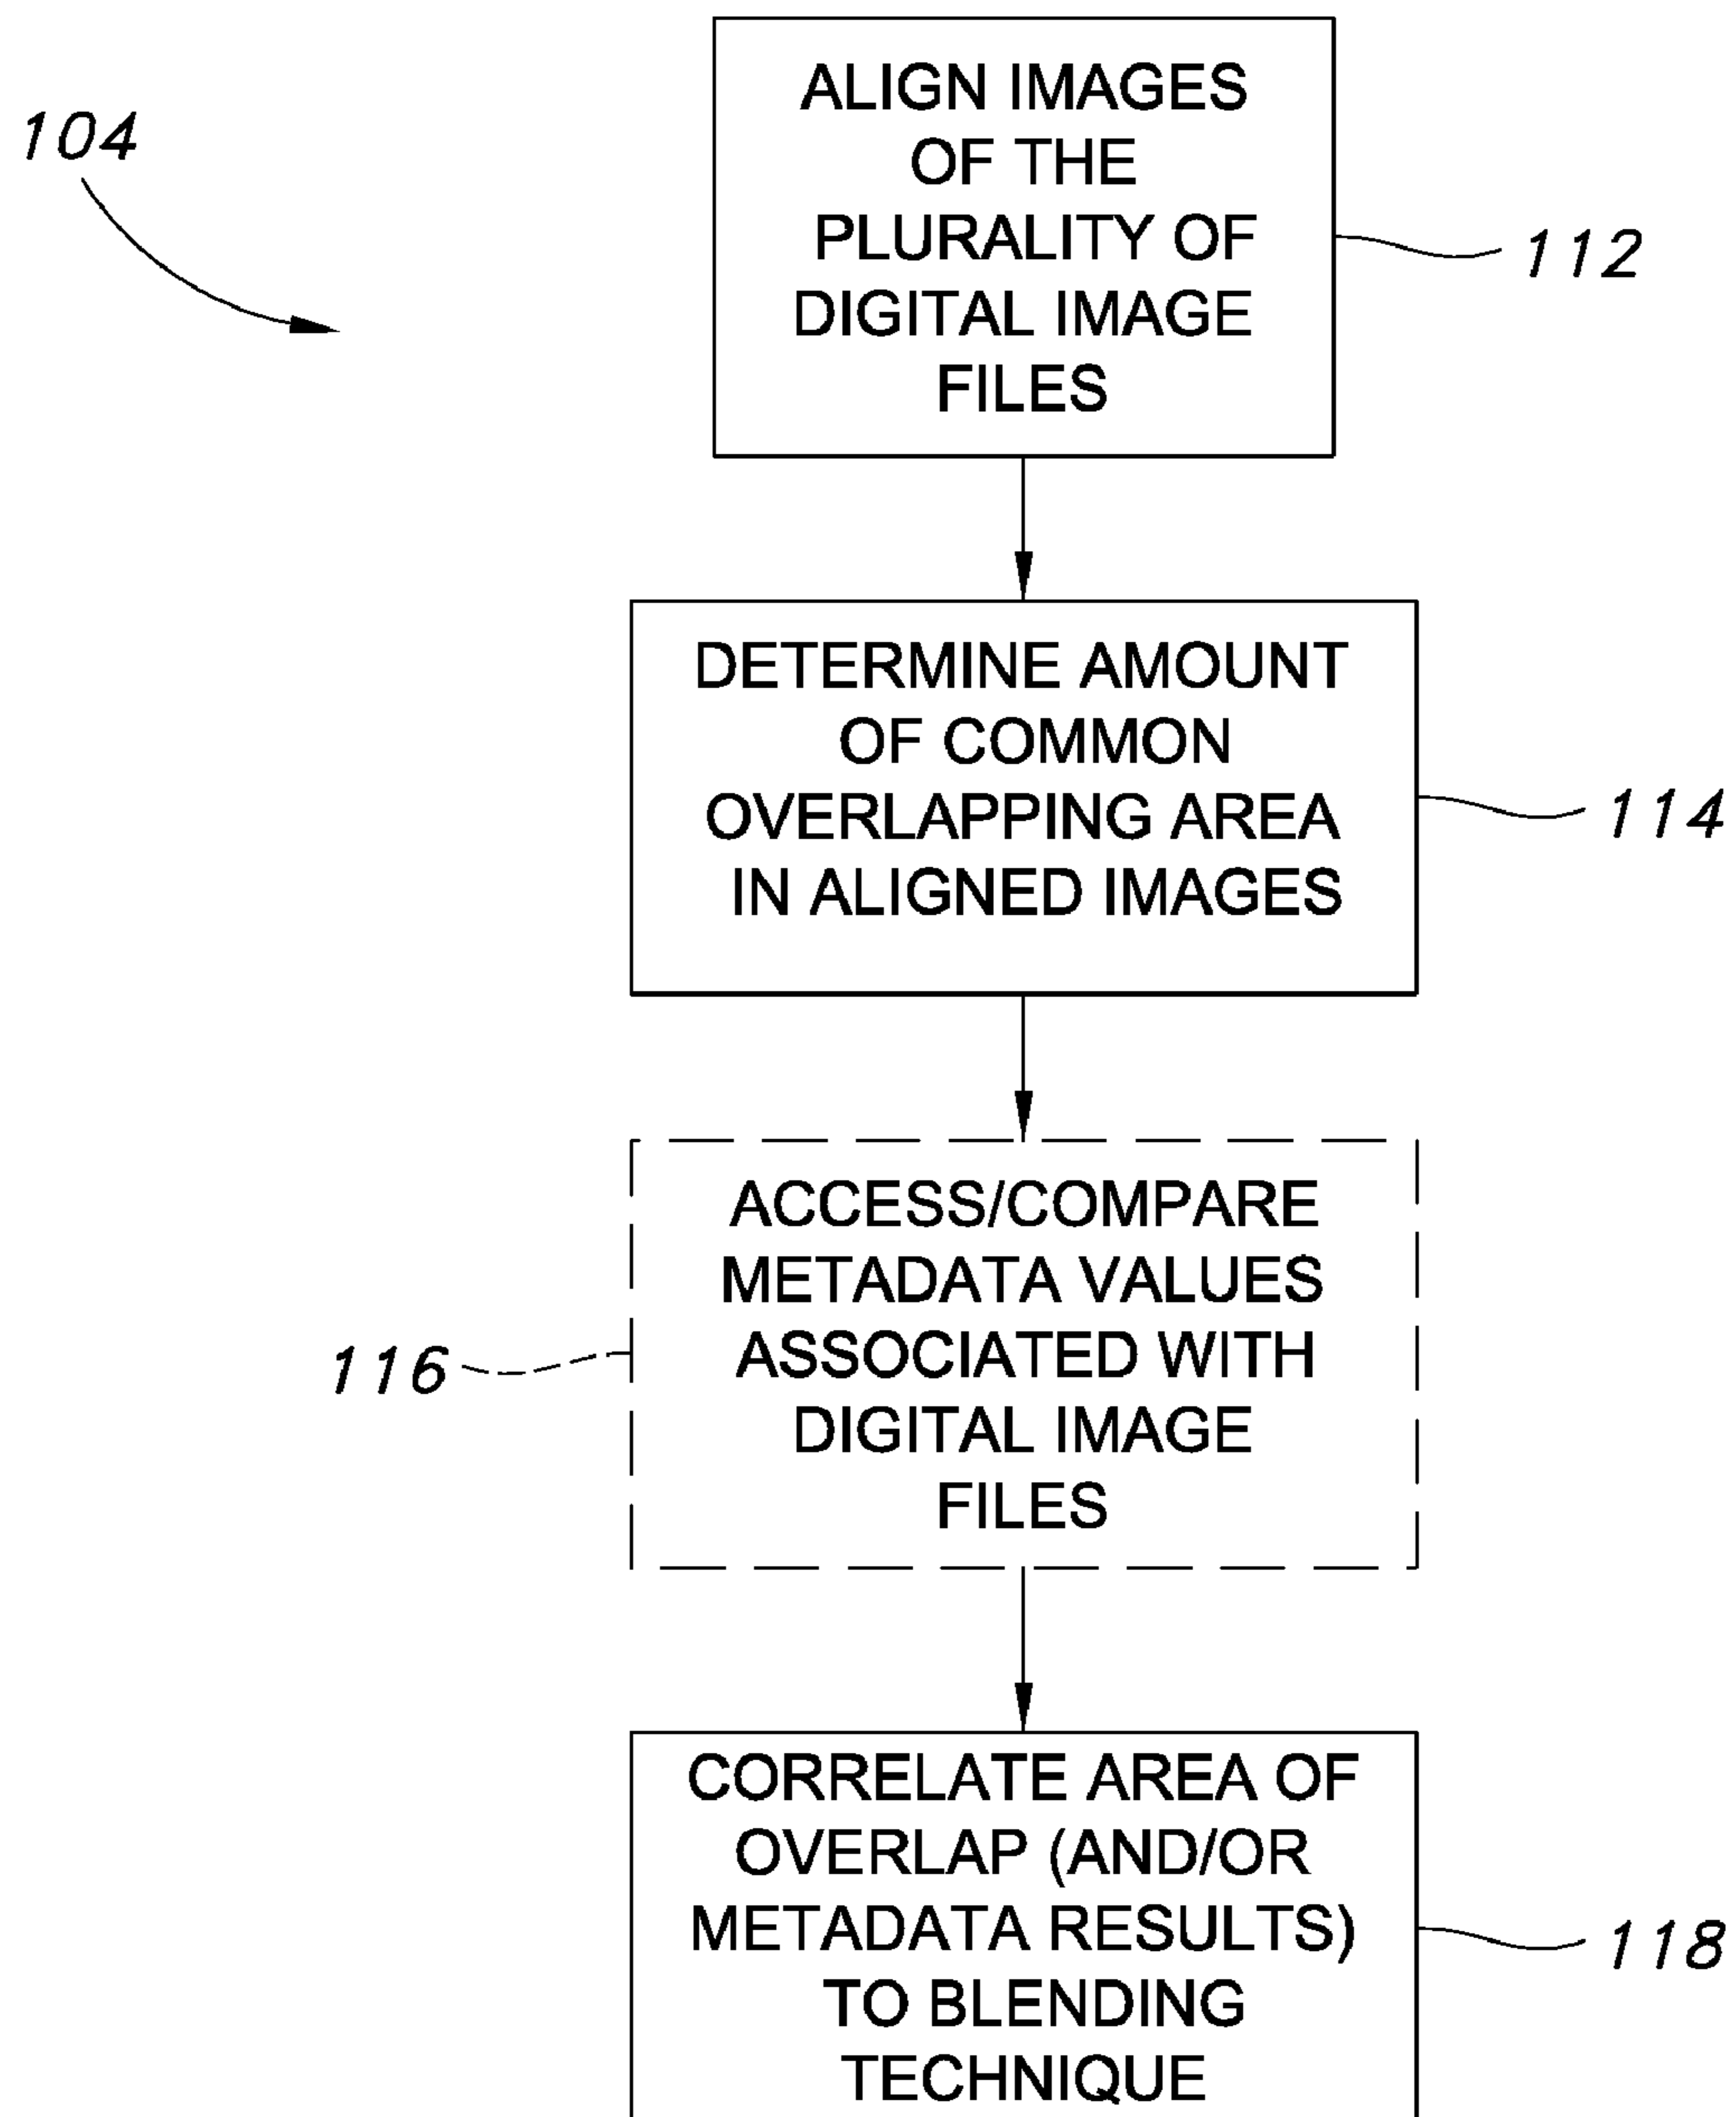 104
ALIGN IMAGES
OF THE
PLURALITY OF
DIGITAL IMAGE
FILES
112
DETERMINE AMOUNT
OF COMMON
OVERLAPPING AREA
IN ALIGNED IMAGES
114
ACCESS/COMPARE
METADATA VALUES
ASSOCIATED WITH
DIGITAL IMAGE
FILES
116
CORRELATE AREA OF
OVERLAP (AND/OR
METADATA RESULTS)
TO BLENDING
TECHNIQUE
118